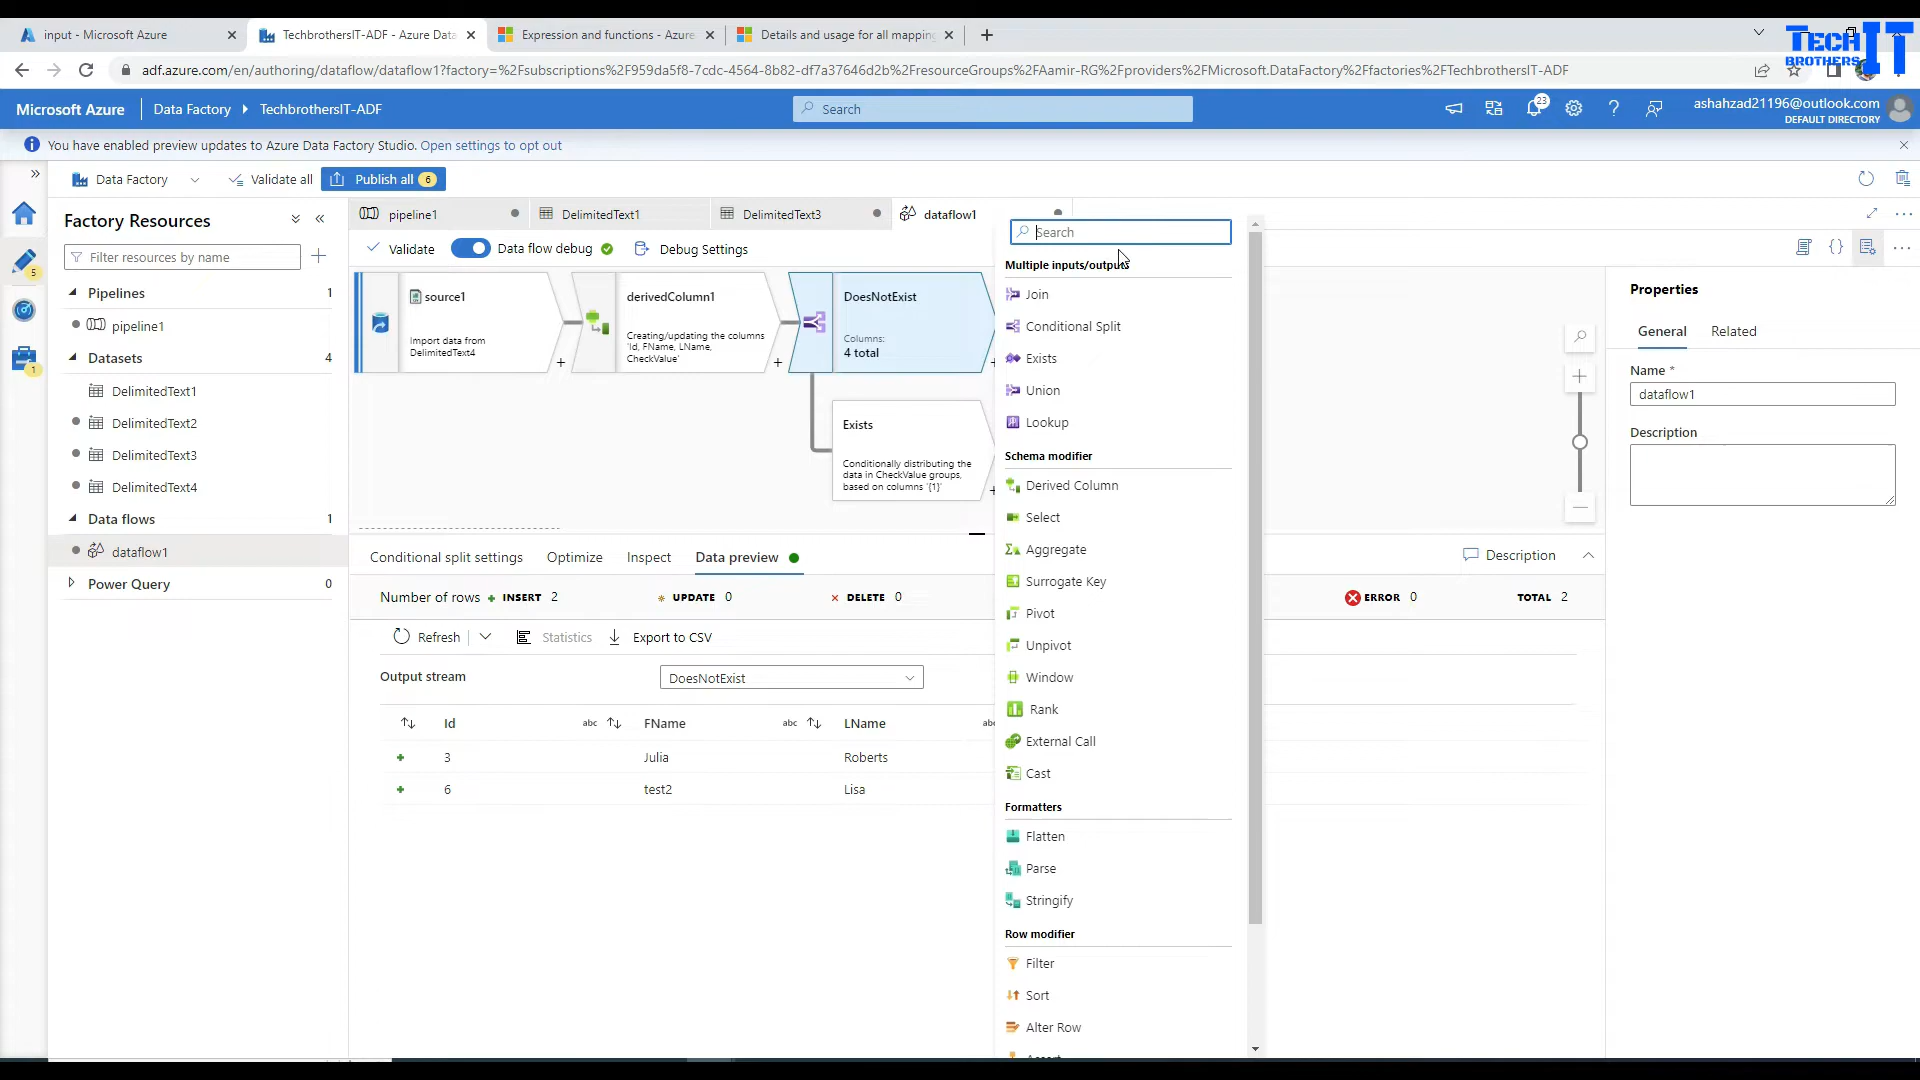 input - Microsoft Azure
TechbrothersIT-ADF - Azure Data
Expression and functions - Azure
Details and usage for all mapping
TECH IT
BROTHERS
adf.azure.com/en/authoring/dataflow/dataflow1?factory=%2Fsubscriptions%2F959da5f8-7cdc-4564-8b82-df7a37646d2b%2FresourceGroups%2FAamir-RG%2Fproviders%2FMicrosoft.DataFactory%2Ffactories%2FTechbrothersIT-ADF
Microsoft Azure
Data Factory
TechbrothersIT-ADF
Search
23
ashahzad21196@outlook.com
DEFAULT DIRECTORY
You have enabled preview updates to Azure Data Factory Studio. Open settings to opt out
Data Factory
Validate all
Publish all 6
5
1
Factory Resources
Filter resources by name
Pipelines 1
pipeline1
Datasets 4
DelimitedText1
DelimitedText2
DelimitedText3
DelimitedText4
Data flows 1
dataflow1
Power Query 0
pipeline1
DelimitedText1
DelimitedText3
dataflow1
Validate
Data flow debug
Debug Settings
source1
Import data from
DelimitedText4
derivedColumn1
Creating/updating the columns
'Id, FName, LName,
CheckValue'
DoesNotExist
Columns:
4 total
Exists
Conditionally distributing the
data in CheckValue groups,
based on columns '{1}'
Search
Multiple inputs/outputs
Join
Conditional Split
Exists
Union
Lookup
Schema modifier
Derived Column
Select
Aggregate
Surrogate Key
Pivot
Unpivot
Window
Rank
External Call
Cast
Formatters
Flatten
Parse
Stringify
Row modifier
Filter
Sort
Alter Row
Conditional split settings
Optimize
Inspect
Data preview
Description
Number of rows
INSERT 2
UPDATE 0
DELETE 0
ERROR 0
TOTAL 2
Refresh
Statistics
Export to CSV
Output stream
DoesNotExist
Id abc
FName abc
LName abc
3 Julia Roberts
6 test2 Lisa
Properties
General
Related
Name *
dataflow1
Description